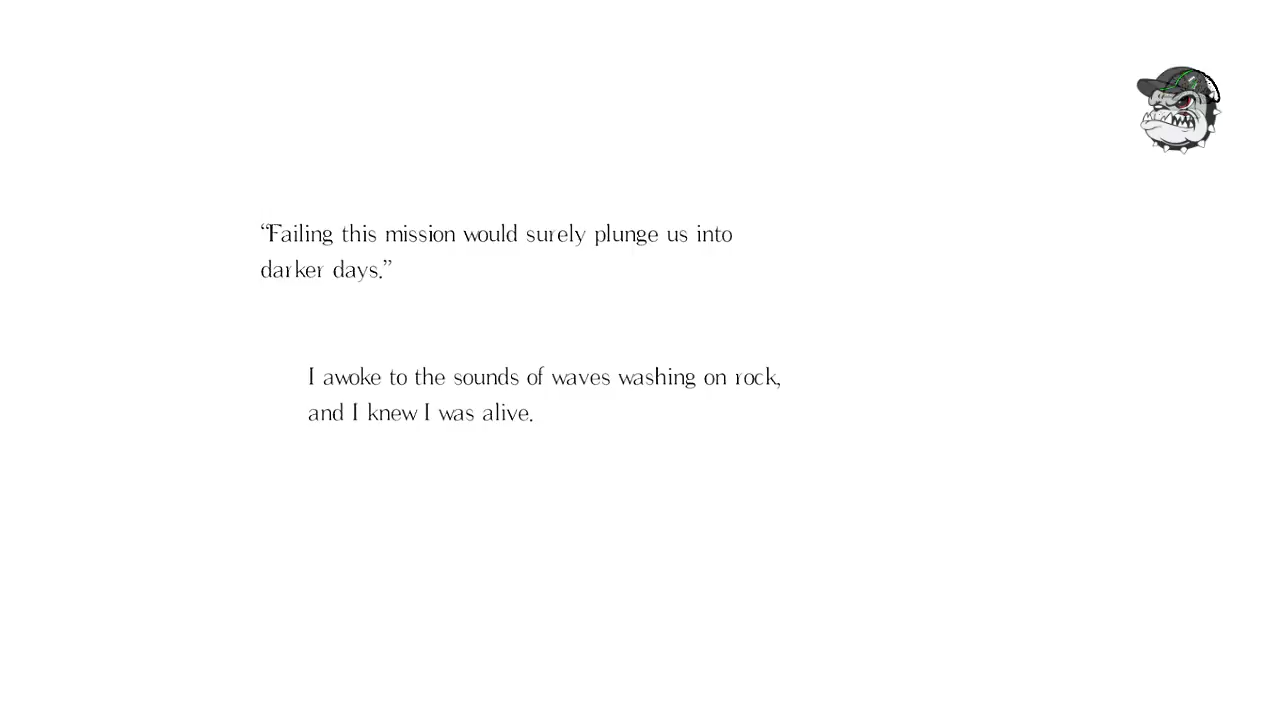 “Failing this mission would surely plunge us into
darker days.”
I awoke to the sounds of waves washing on rock,
and I knew I was alive.